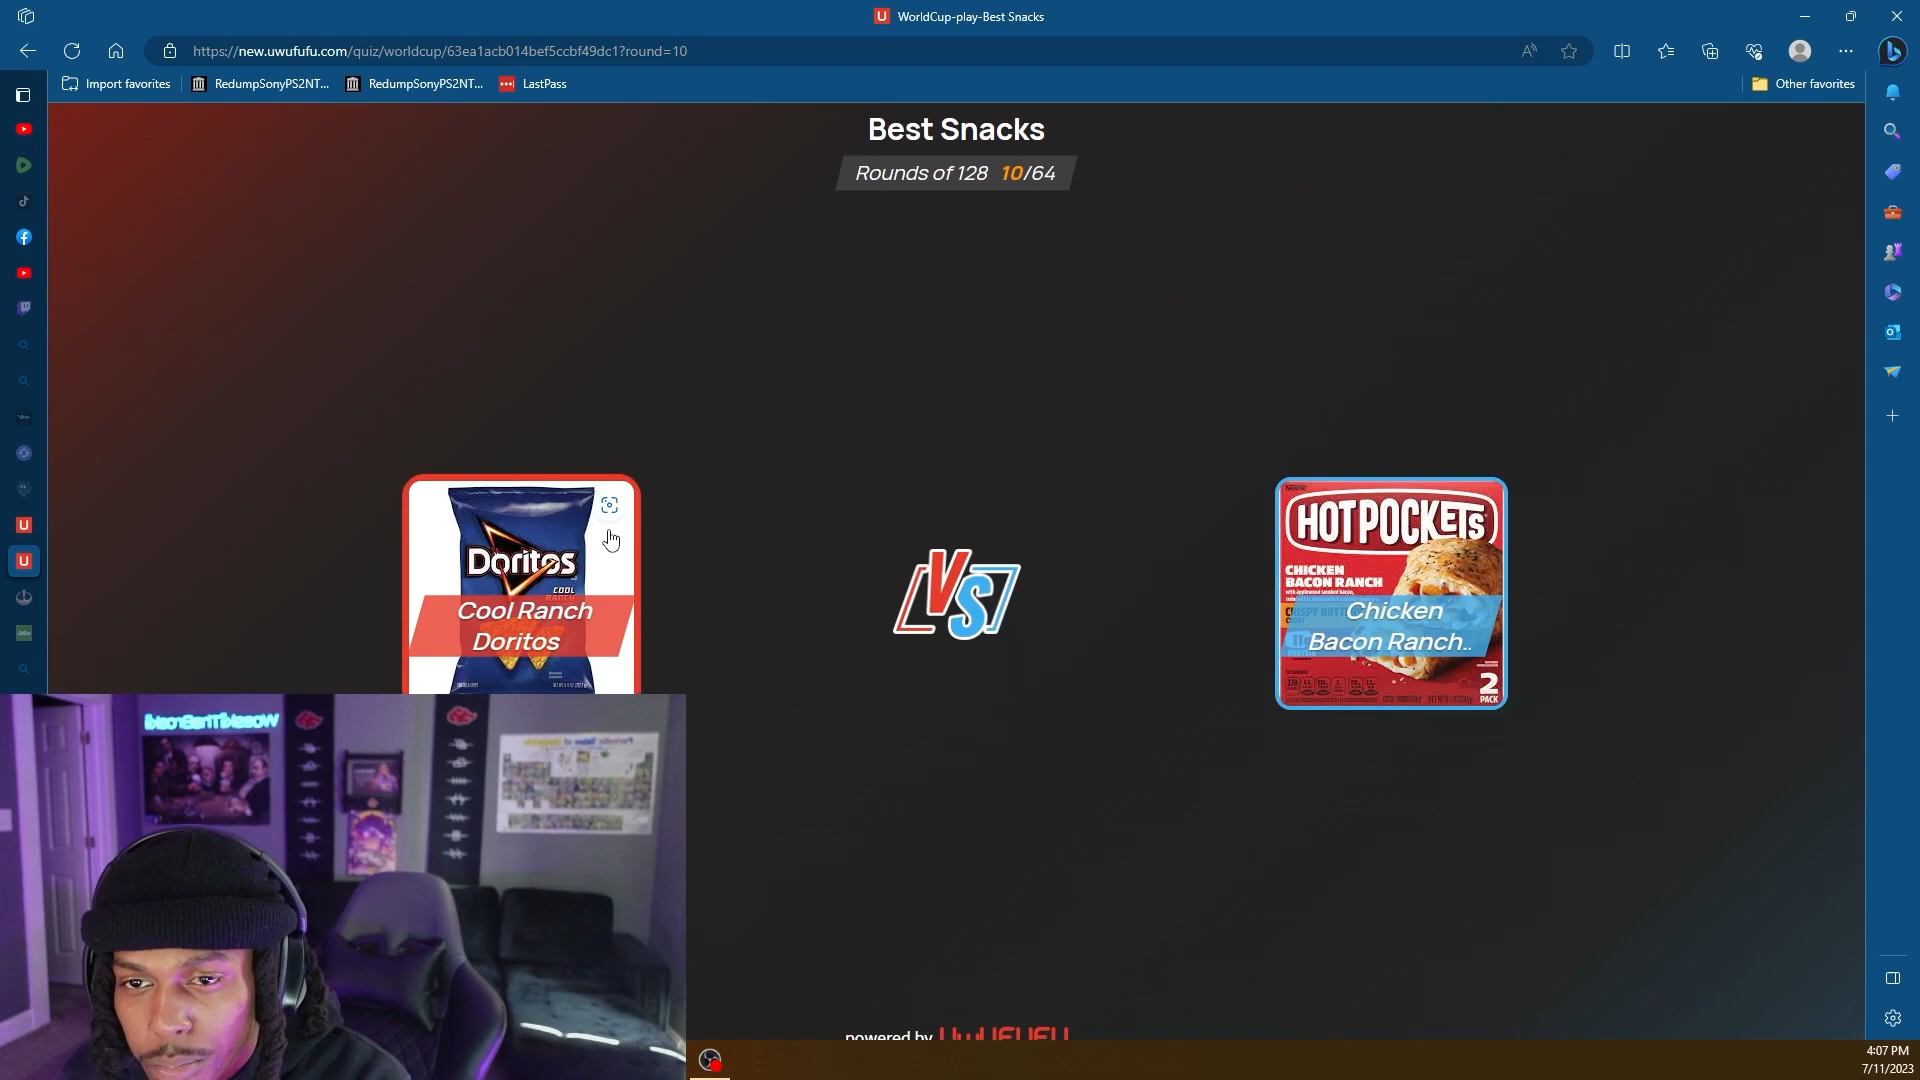 WorldCup-play-Best Snacks
https://new.uwufufu.com/quiz/worldcup/63ea1acb014bef5ccbf49dc1?round=10
Import favorites
RedumpSonyPS2NT...
RedumpSonyPS2NT...
LastPass
Other favorites
Best Snacks
Rounds of 128 10/64
Doritos
COOL
RANCH
Cool Ranch
Doritos
VS
HOT POCKETS
CHICKEN
BACON RANCH
Chicken
Bacon Ranch..
2
PACK
powered by UwUFUFU
4:07 PM
7/11/2023